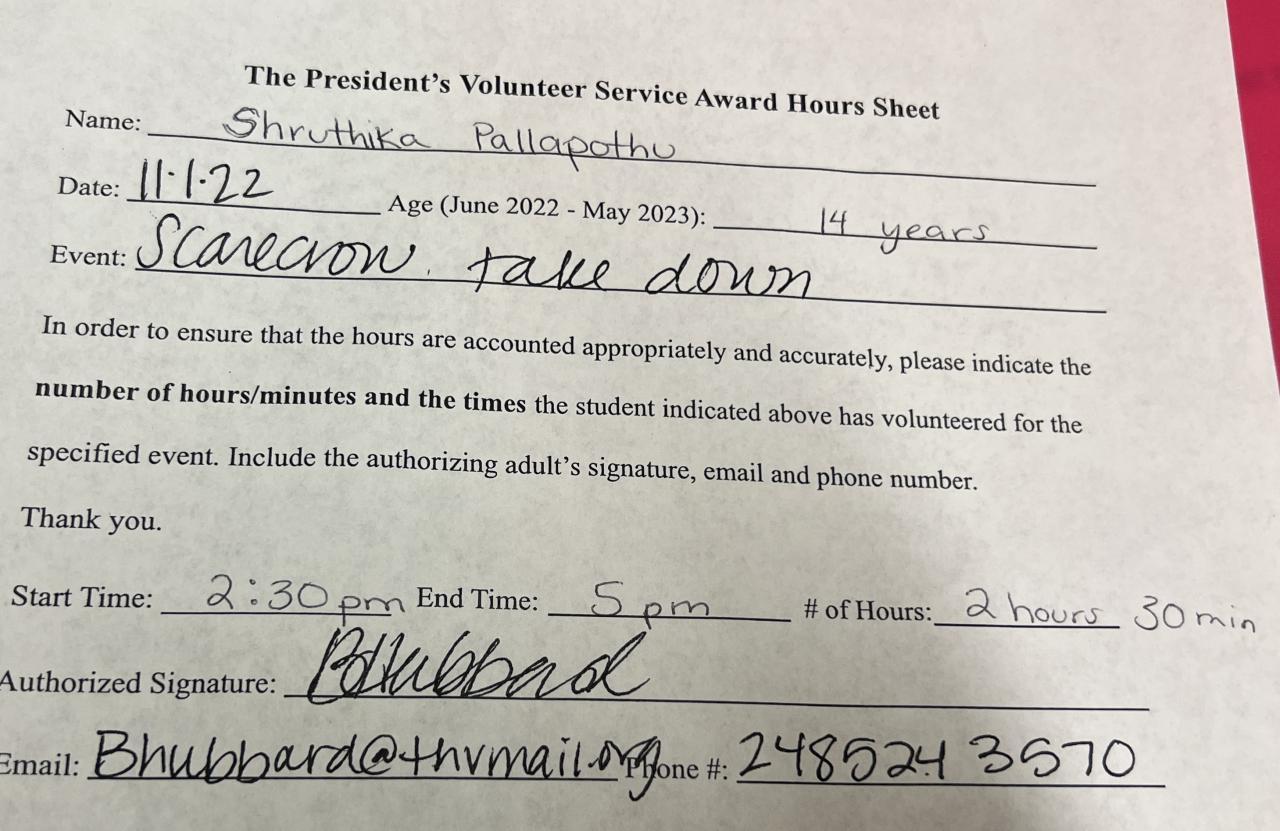 The President's Volunteer Service Award Hours Sheet
Name: Shruthika Pallapothu
Date: 11·1·22 Age (June 2022 - May 2023): 14 years
Event: Scarecrow take down
In order to ensure that the hours are accounted appropriately and accurately, please indicate the
number of hours/minutes and the times the student indicated above has volunteered for the
specified event. Include the authorizing adult's signature, email and phone number.
Thank you.
Start Time: 2:30 pm End Time: 5 pm # of Hours: 2 hours 30 min
Authorized Signature: BHubbard
Email: Bhubbard@thvmail.org Phone #: 248524 3570